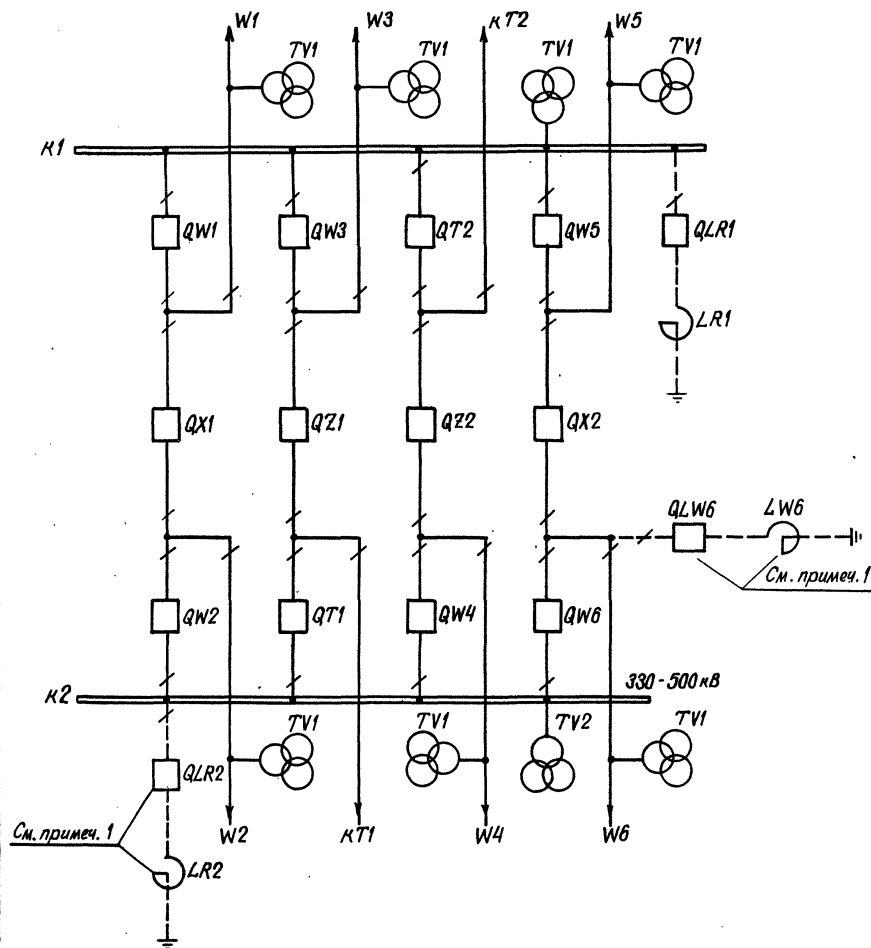 W1 W3 кТ2 W5
TV1 TV1 TV1 TV1
К1
QW1 QW3 QT2 QW5 QLR1
LR1
QX1 QZ1 QZ2 QX2
QLW6 LW6
См. примеч. 1
QW2 QT1 QW4 QW6
К2 330-500 кВ
TV1 TV1 TV2 TV1
QLR2
W2 кТ1 W4 W6
См. примеч. 1
LR2